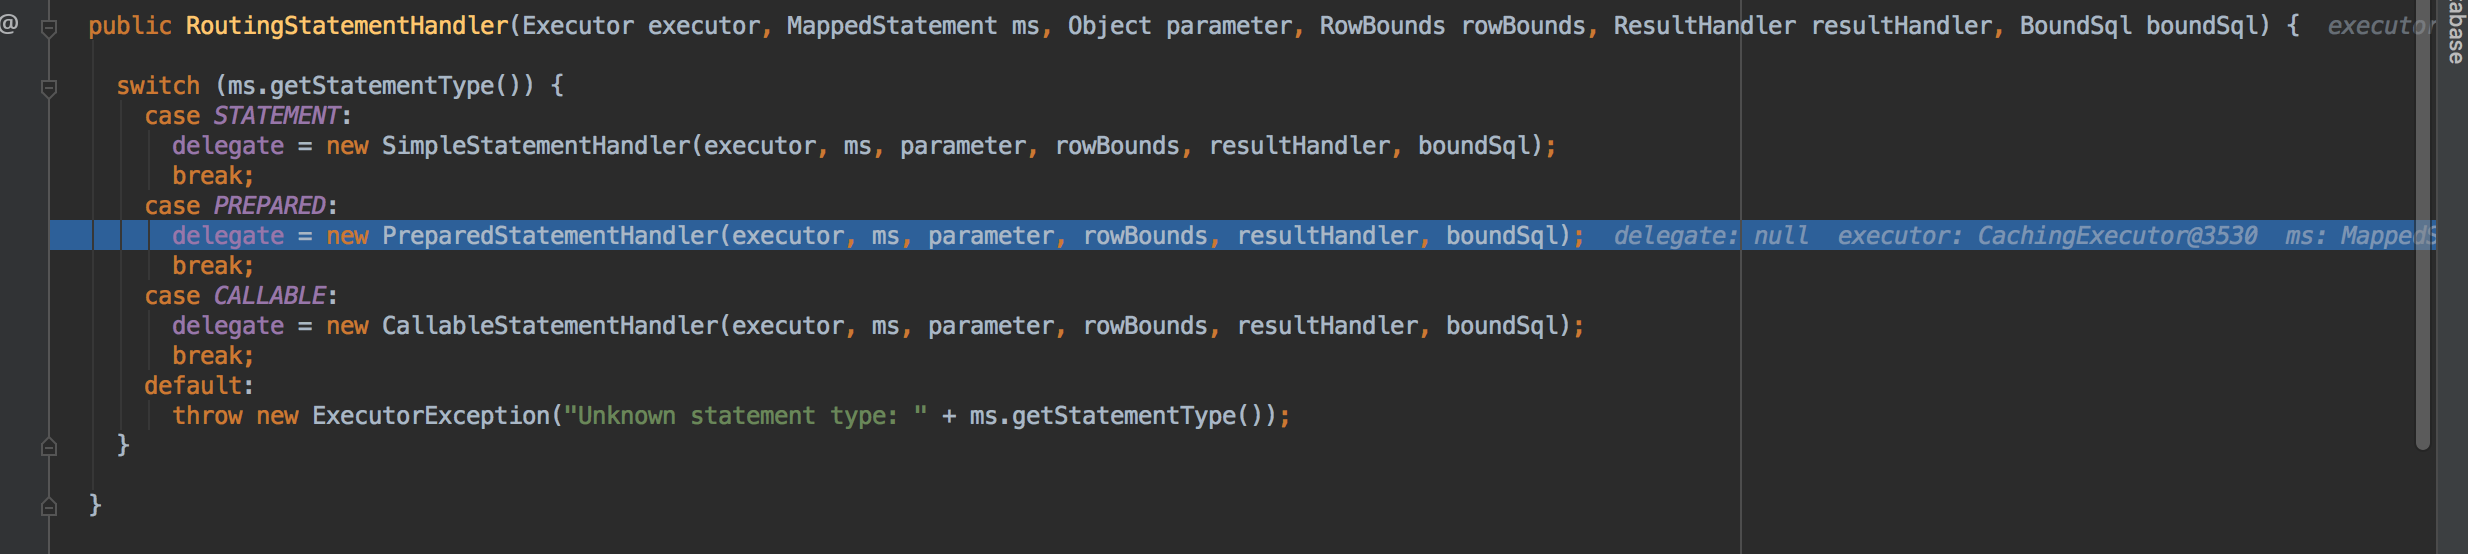 @ public RoutingStatementHandler(Executor executor, MappedStatement ms, Object parameter, RowBounds rowBounds, ResultHandler resultHandler, BoundSql boundSql) { executor
switch (ms.getStatementType()) {
case STATEMENT:
delegate = new SimpleStatementHandler(executor, ms, parameter, rowBounds, resultHandler, boundSql);
break;
case PREPARED:
delegate = new PreparedStatementHandler(executor, ms, parameter, rowBounds, resultHandler, boundSql); delegate: null executor: CachingExecutor@3530 ms: MappedS
break;
case CALLABLE:
delegate = new CallableStatementHandler(executor, ms, parameter, rowBounds, resultHandler, boundSql);
break;
default:
throw new ExecutorException("Unknown statement type: " + ms.getStatementType());
}
}
abase